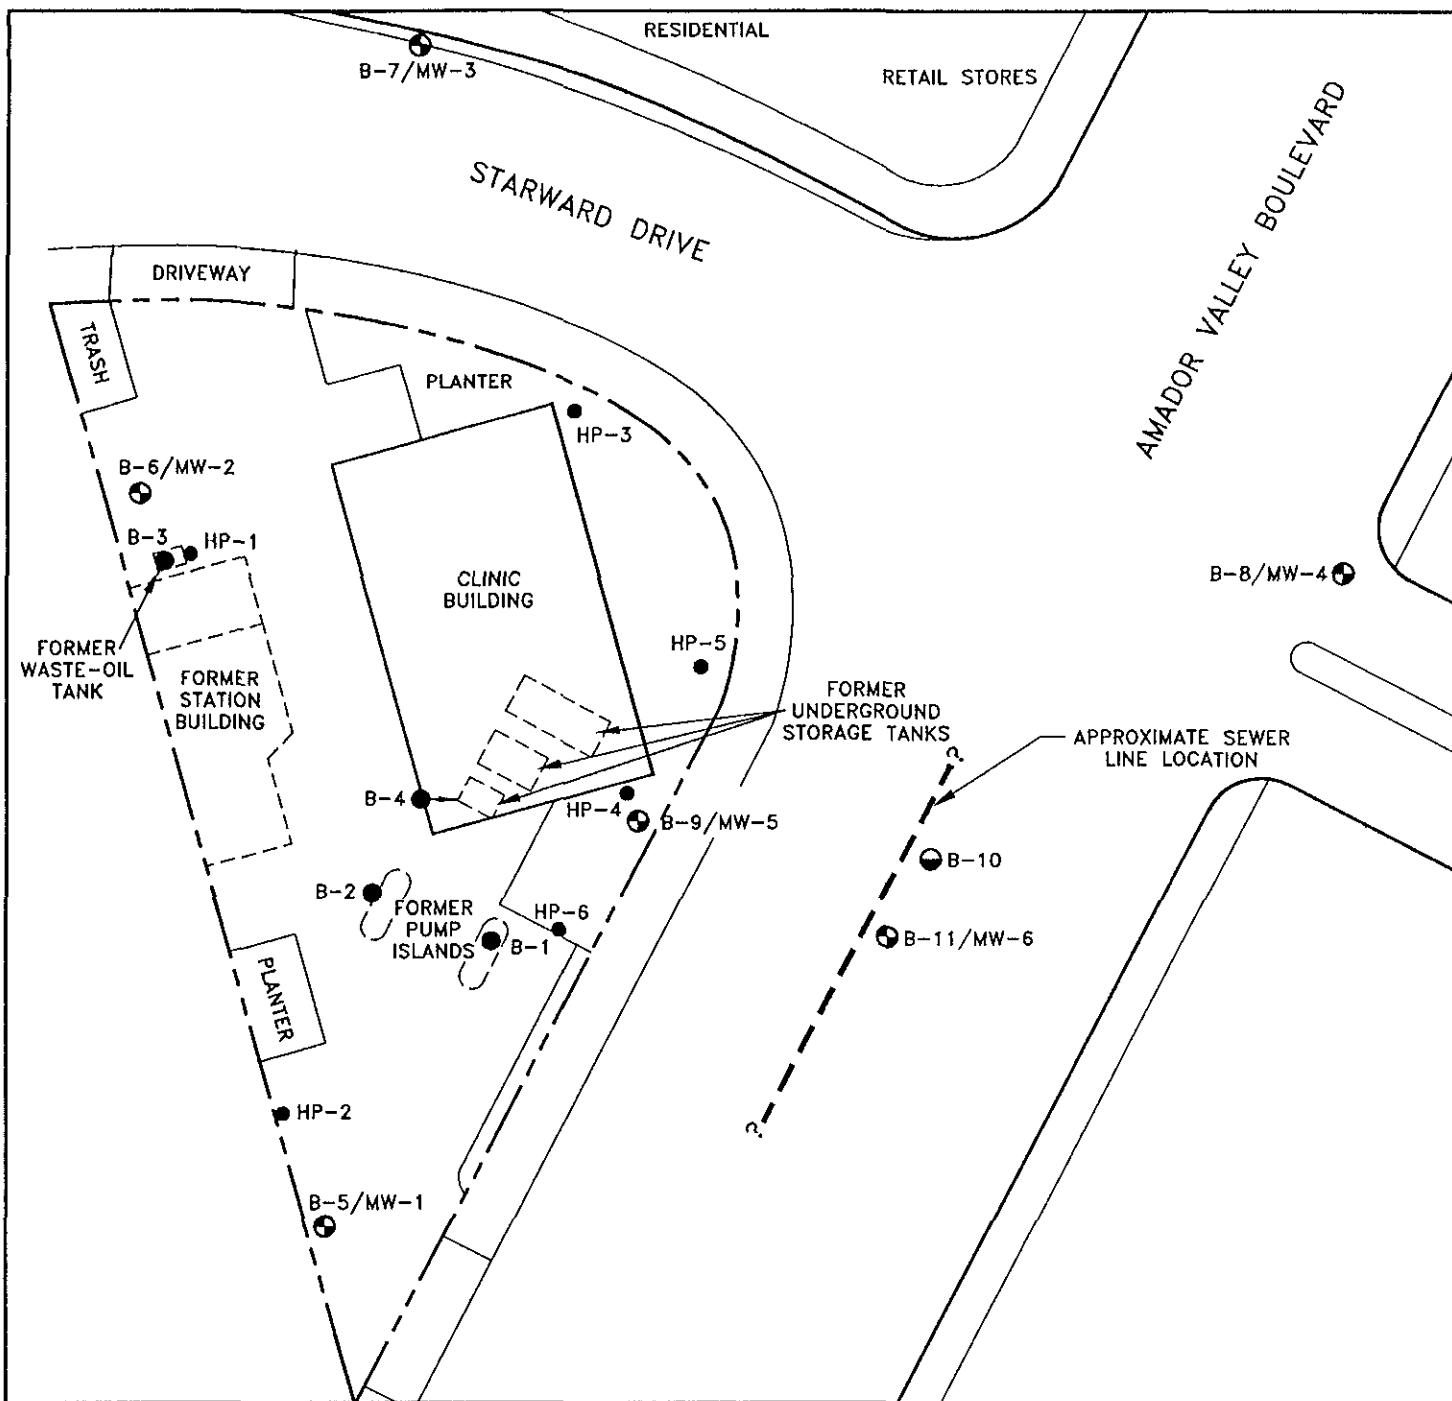 RESIDENTIAL
B-7/MW-3
RETAIL STORES
STARWARD DRIVE
AMADOR VALLEY BOULEVARD
DRIVEWAY
TRASH
PLANTER
HP-3
B-6/MW-2
B-3
HP-1
CLINIC
BUILDING
B-8/MW-4
FORMER
WASTE-OIL
TANK
FORMER
STATION
BUILDING
HP-5
FORMER
UNDERGROUND
STORAGE TANKS
APPROXIMATE SEWER
LINE LOCATION
?
B-4
HP-4
B-9/MW-5
B-10
B-2
FORMER
PUMP
ISLANDS
B-1
HP-6
B-11/MW-6
PLANTER
HP-2
?
B-5/MW-1